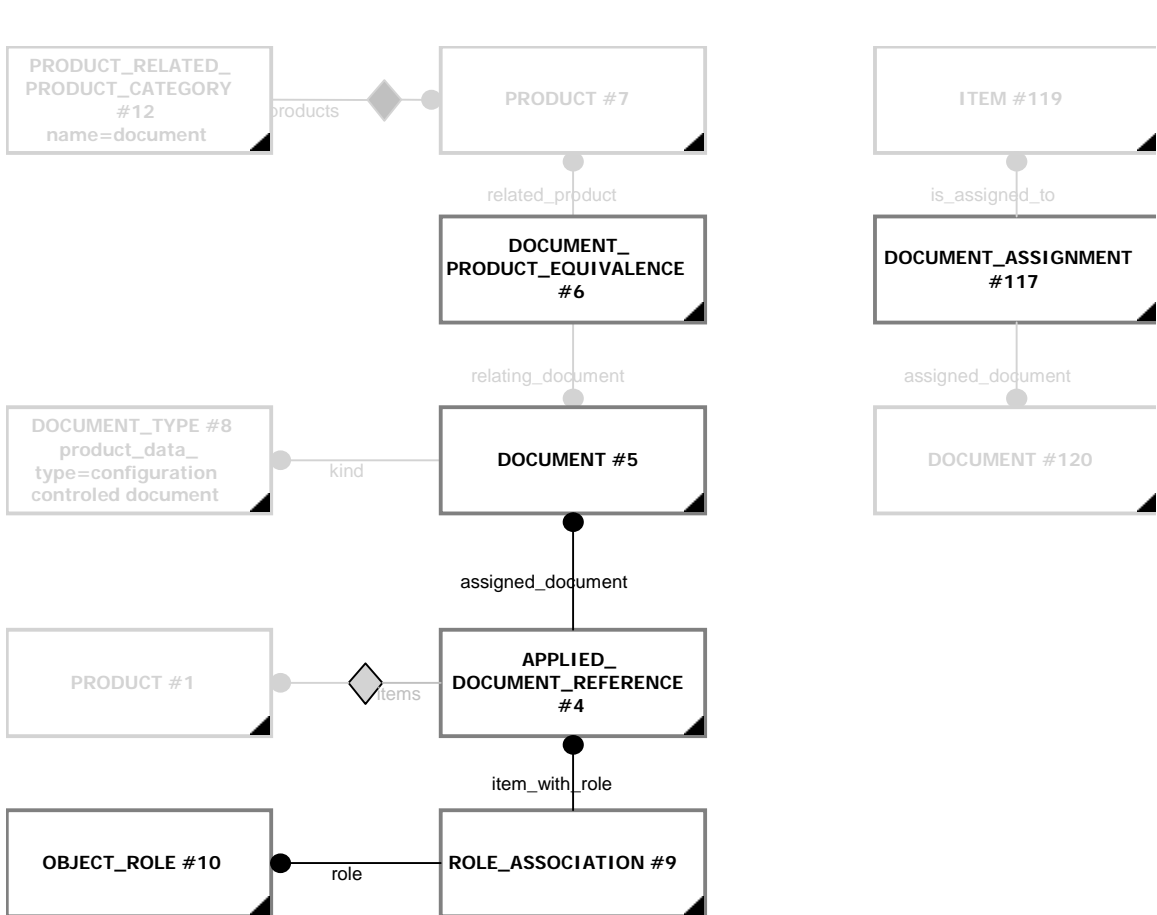 PRODUCT_RELATED_
PRODUCT_CATEGORY
#12
name=document
products
PRODUCT #7
ITEM #119
related_product
is_assigned_to
DOCUMENT_
PRODUCT_EQUIVALENCE
#6
DOCUMENT_ASSIGNMENT
#117
relating_document
assigned_document
DOCUMENT_TYPE #8
product_data_
type=configuration
controled document
kind
DOCUMENT #5
DOCUMENT #120
assigned_document
PRODUCT #1
items
APPLIED_
DOCUMENT_REFERENCE
#4
item_with_role
OBJECT_ROLE #10
role
ROLE_ASSOCIATION #9